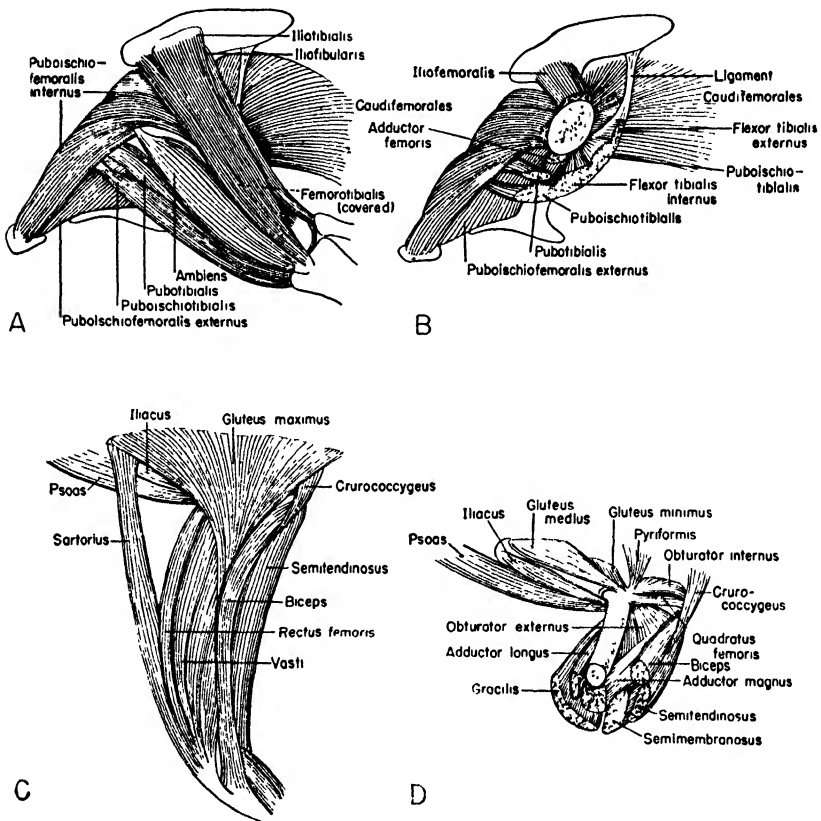 Iliotibialis
Iliofibularis
Puboischio-
femoralis
internus
Caudifemorales
Femorotibialis
(covered)
Ambiens
Pubotibialis
Puboischiotibialis
Puboischiofemoralis externus
A
Iliofemoralis
Ligament
Caudifemorales
Adductor
femoris
Flexor tibialis
externus
Puboischio-
tibialis
Flexor tibialis
internus
Puboischiotibialis
Pubotibialis
Puboischiofemoralis externus
B
Iliacus
Gluteus maximus
Psoas
Crurococcygeus
Sartorius
Semitendinosus
Biceps
Rectus femoris
Vasti
C
Gluteus
medius
Iliacus
Gluteus minimus
Pyriformis
Psoas
Obturator internus
Cruro-
coccygeus
Obturator externus
Quadratus
femoris
Adductor longus
Biceps
Adductor magnus
Gracilis
Semitendinosus
Semimembranosus
D